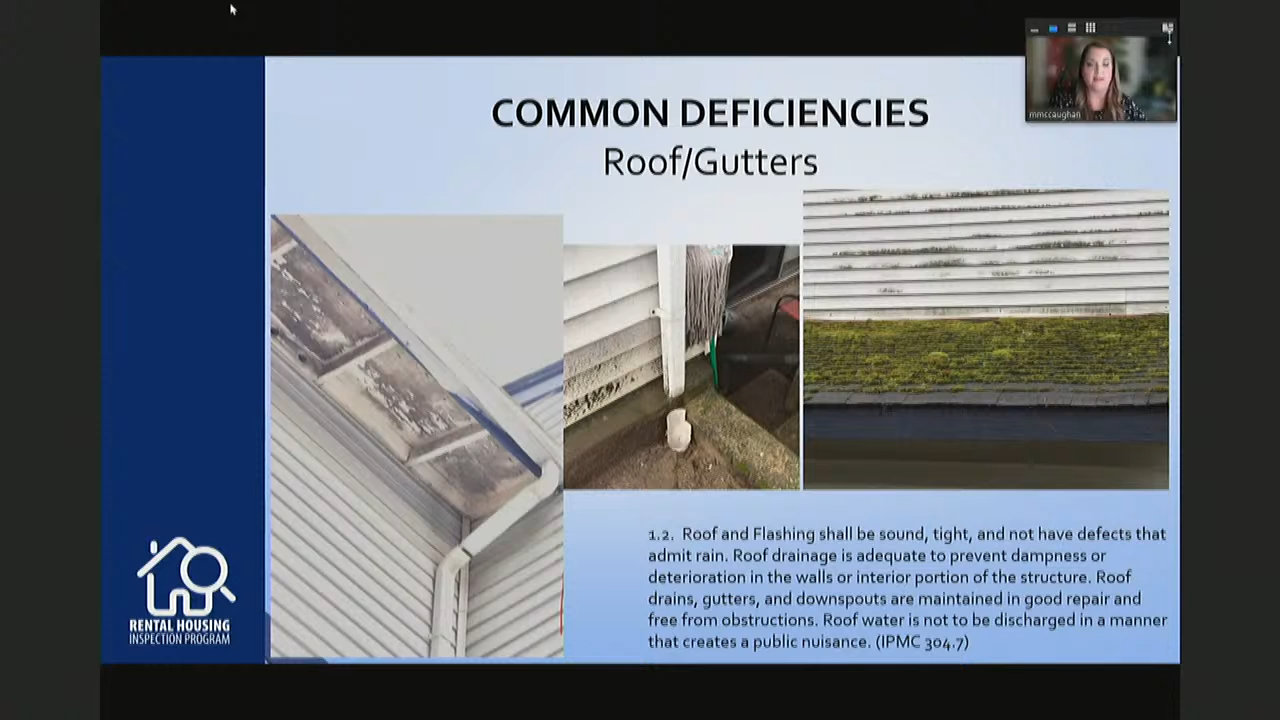 COMMON DEFICIENCIES
Roof/Gutters
mmccaughan
1.2. Roof and Flashing shall be sound, tight, and not have defects that
admit rain. Roof drainage is adequate to prevent dampness or
deterioration in the walls or interior portion of the structure. Roof
drains, gutters, and downspouts are maintained in good repair and
free from obstructions. Roof water is not to be discharged in a manner
that creates a public nuisance. (IPMC 304.7)
RENTAL HOUSING
INSPECTION PROGRAM